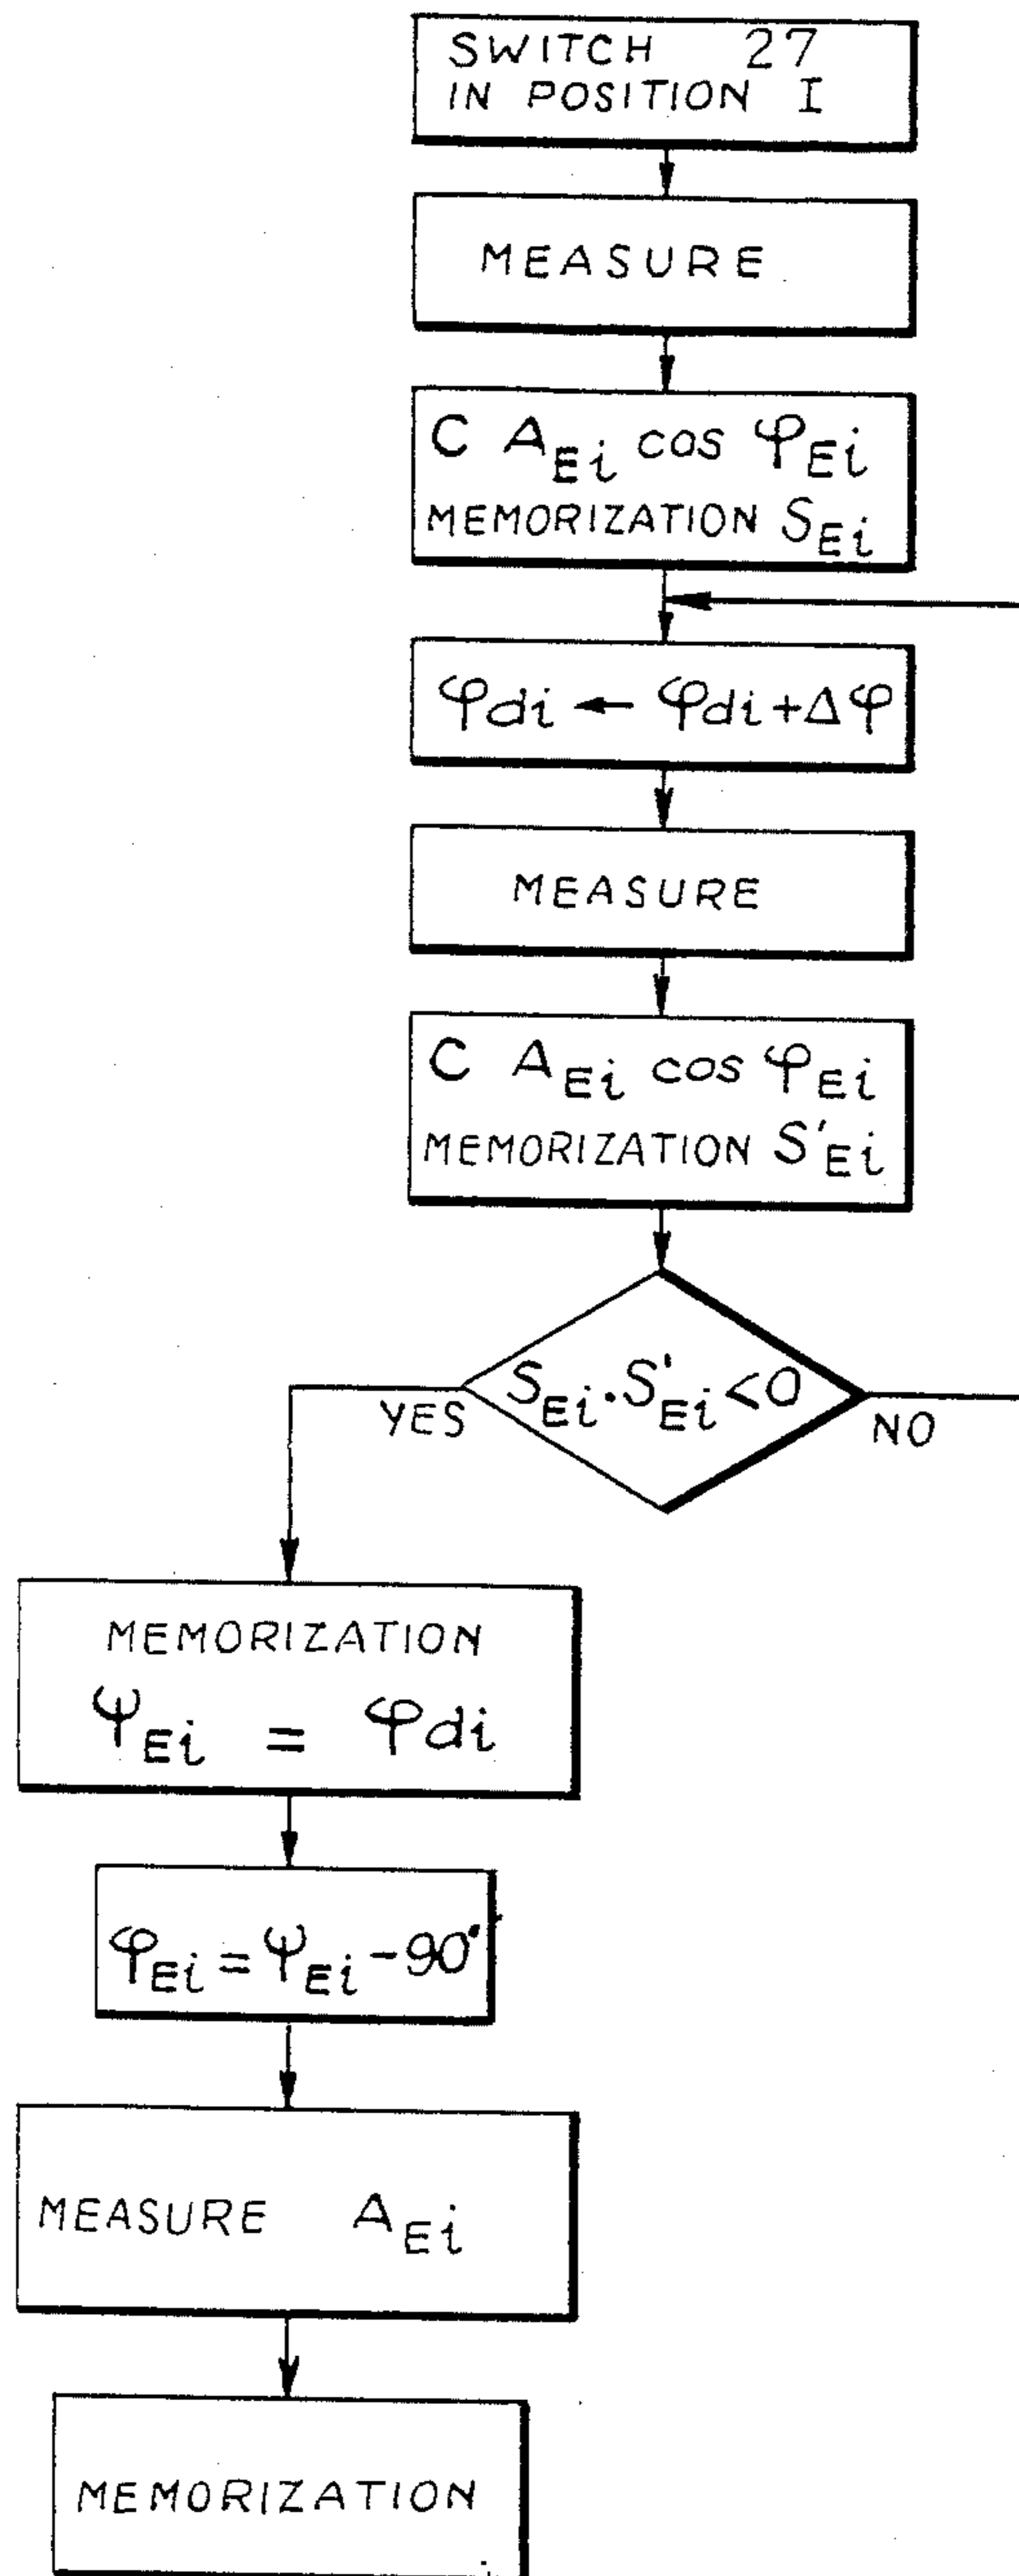 SWITCH 27
IN POSITION I
MEASURE
C A_Ei cos φ_Ei
MEMORIZATION S_Ei
φdi ← φdi+Δφ
MEASURE
C A_Ei cos φ_Ei
MEMORIZATION S'_Ei
S_Ei·S'_Ei <0
YES
NO
MEMORIZATION
Ψ_Ei = φdi
φ_Ei = Ψ_Ei -90°
MEASURE A_Ei
MEMORIZATION